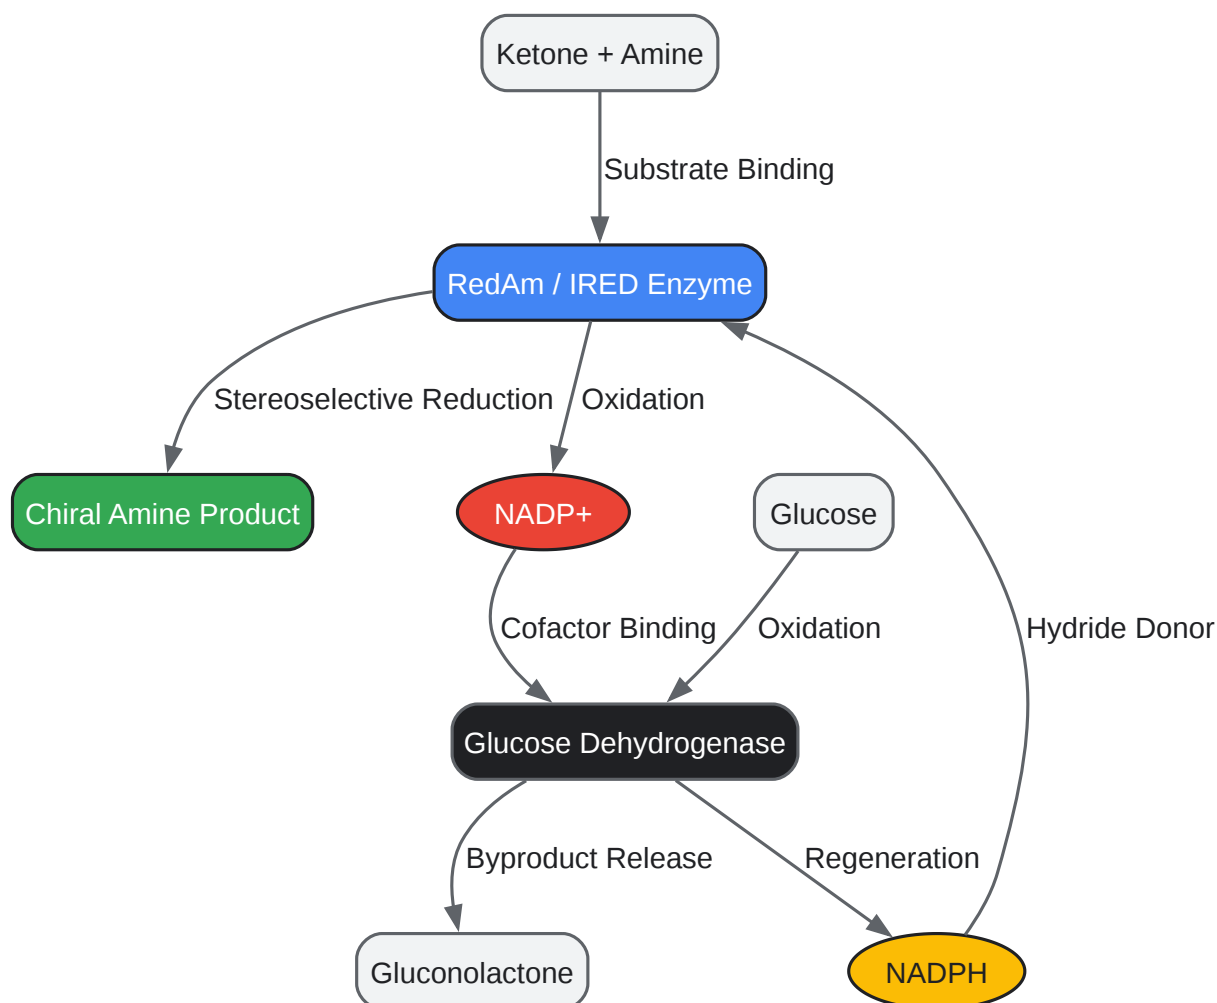 Ketone + Amine
Substrate Binding
RedAm / IRED Enzyme
Stereoselective Reduction
Oxidation
Chiral Amine Product
NADP+
Glucose
Cofactor Binding
Oxidation
Hydride Donor
Glucose Dehydrogenase
Byproduct Release
Regeneration
Gluconolactone
NADPH